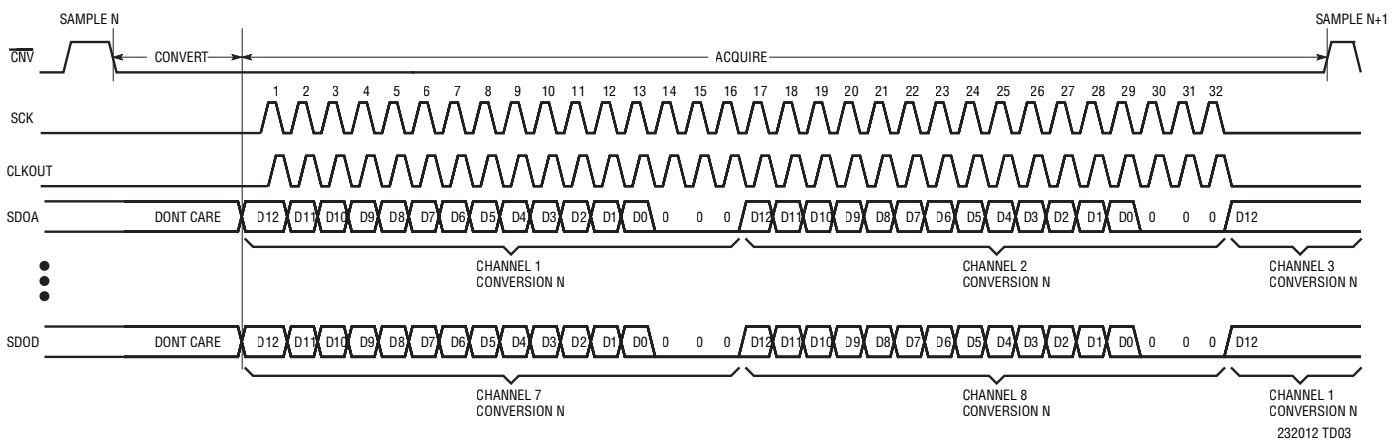 SAMPLE N SAMPLE N+1
CNV CONVERT ACQUIRE
1 2 3 4 5 6 7 8 9 10 11 12 13 14 15 16 17 18 19 20 21 22 23 24 25 26 27 28 29 30 31 32
SCK
CLKOUT
SDOA DONT CARE D12 D11 D10 D9 D8 D7 D6 D5 D4 D3 D2 D1 D0 0 0 0 D12 D11 D10 D9 D8 D7 D6 D5 D4 D3 D2 D1 D0 0 0 0 D12
CHANNEL 1 CHANNEL 2 CHANNEL 3
CONVERSION N CONVERSION N CONVERSION N
SDOD DONT CARE D12 D11 D10 D9 D8 D7 D6 D5 D4 D3 D2 D1 D0 0 0 0 D12 D11 D10 D9 D8 D7 D6 D5 D4 D3 D2 D1 D0 0 0 0 D12
CHANNEL 7 CHANNEL 8 CHANNEL 1
CONVERSION N CONVERSION N CONVERSION N
232012 TD03